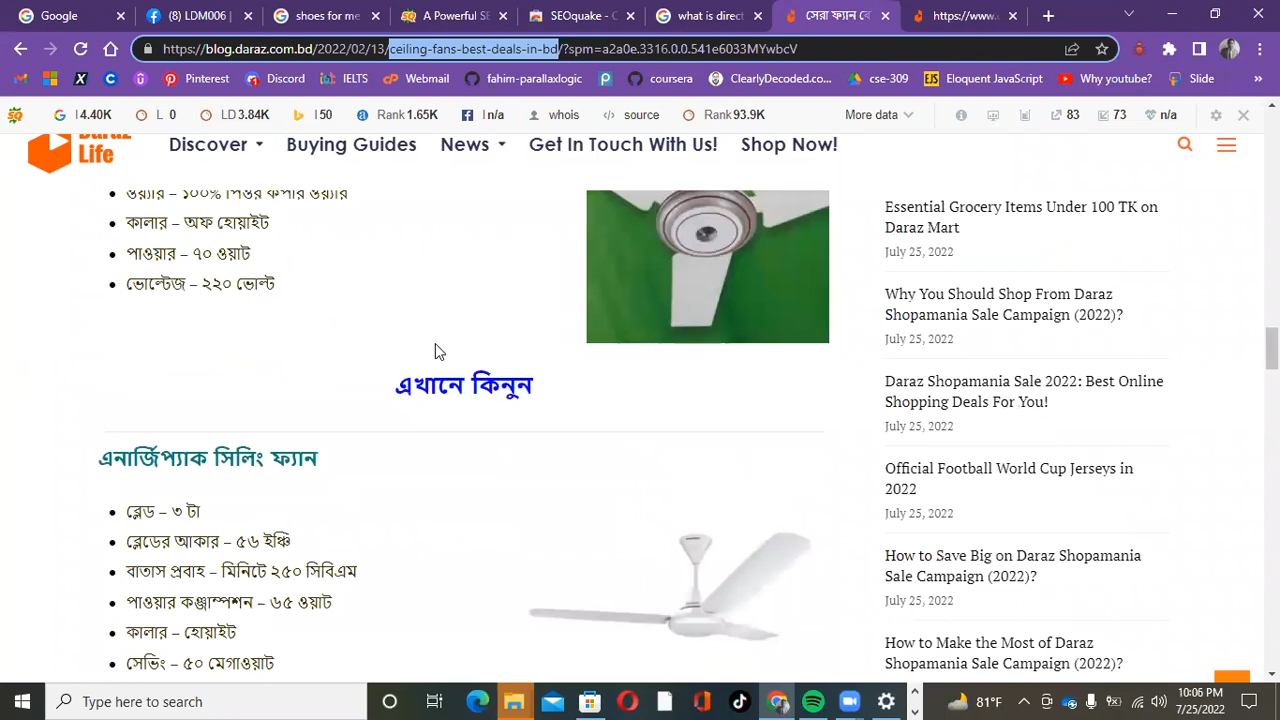 Google
(8) LDM006
shoes for me
A Powerful SE
SEOquake - C
what is direct
সেরা ফ্যান বে
https://www.
https://blog.daraz.com.bd/2022/02/13/ceiling-fans-best-deals-in-bd/?spm=a2a0e.3316.0.0.541e6033MYwbcV
Pinterest
Discord
IELTS
Webmail
fahim-parallaxlogic
coursera
ClearlyDecoded.co...
cse-309
EJS Eloquent JavaScript
Why youtube?
Slide
I 4.40K
L 0
LD 3.84K
I 50
Rank 1.65K
I n/a
whois
source
Rank 93.9K
More data
83
73
n/a
Daraz
Life
Discover
Buying Guides
News
Get In Touch With Us!
Shop Now!
ওয়্যার – ১০০% পিওর কপার ওয়্যার
কালার – অফ হোয়াইট
পাওয়ার – ৭০ ওয়াট
ভোল্টেজ – ২২০ ভোল্ট
এখানে কিনুন
এনার্জিপ্যাক সিলিং ফ্যান
ব্লেড – ৩ টা
ব্লেডের আকার – ৫৬ ইঞ্চি
বাতাস প্রবাহ – মিনিটে ২৫০ সিবিএম
পাওয়ার কঞ্জাম্পশন – ৬৫ ওয়াট
কালার – হোয়াইট
সেভিং – ৫০ মেগাওয়াট
Essential Grocery Items Under 100 TK on
Daraz Mart
July 25, 2022
Why You Should Shop From Daraz
Shopamania Sale Campaign (2022)?
July 25, 2022
Daraz Shopamania Sale 2022: Best Online
Shopping Deals For You!
July 25, 2022
Official Football World Cup Jerseys in
2022
July 25, 2022
How to Save Big on Daraz Shopamania
Sale Campaign (2022)?
July 25, 2022
How to Make the Most of Daraz
Shopamania Sale Campaign (2022)?
Type here to search
81°F
10:06 PM
7/25/2022